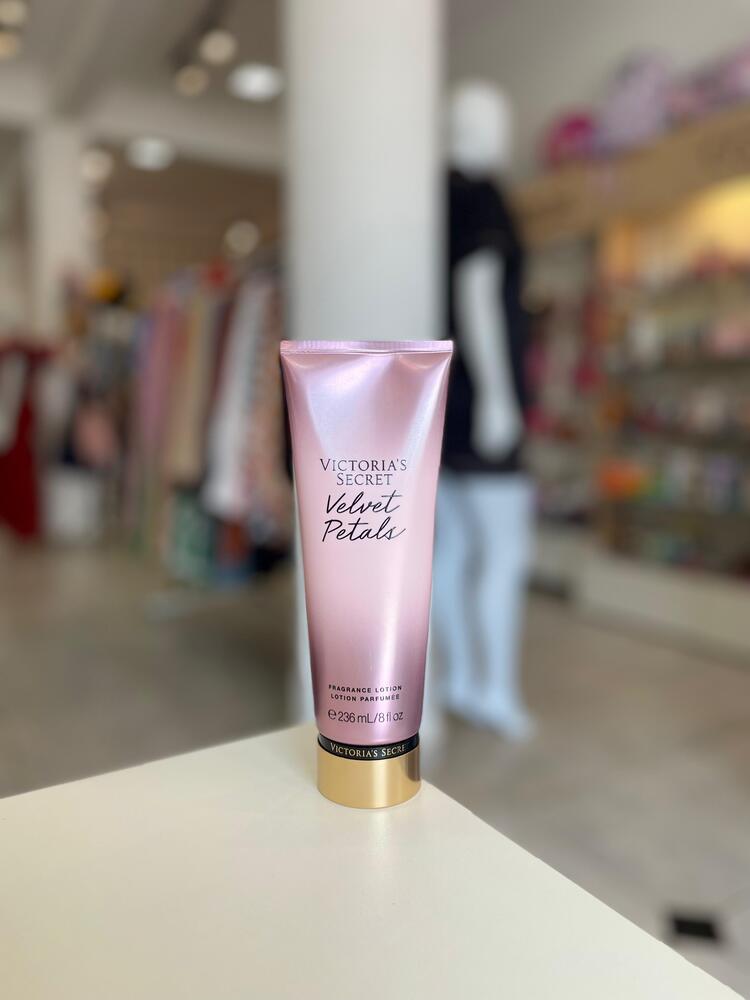 VICTORIA'S
SECRET
Velvet
Petals
FRAGRANCE LOTION
LOTION PARFUMÉE
℮ 236 mL/8 fl oz
VICTORIA'S SECRE